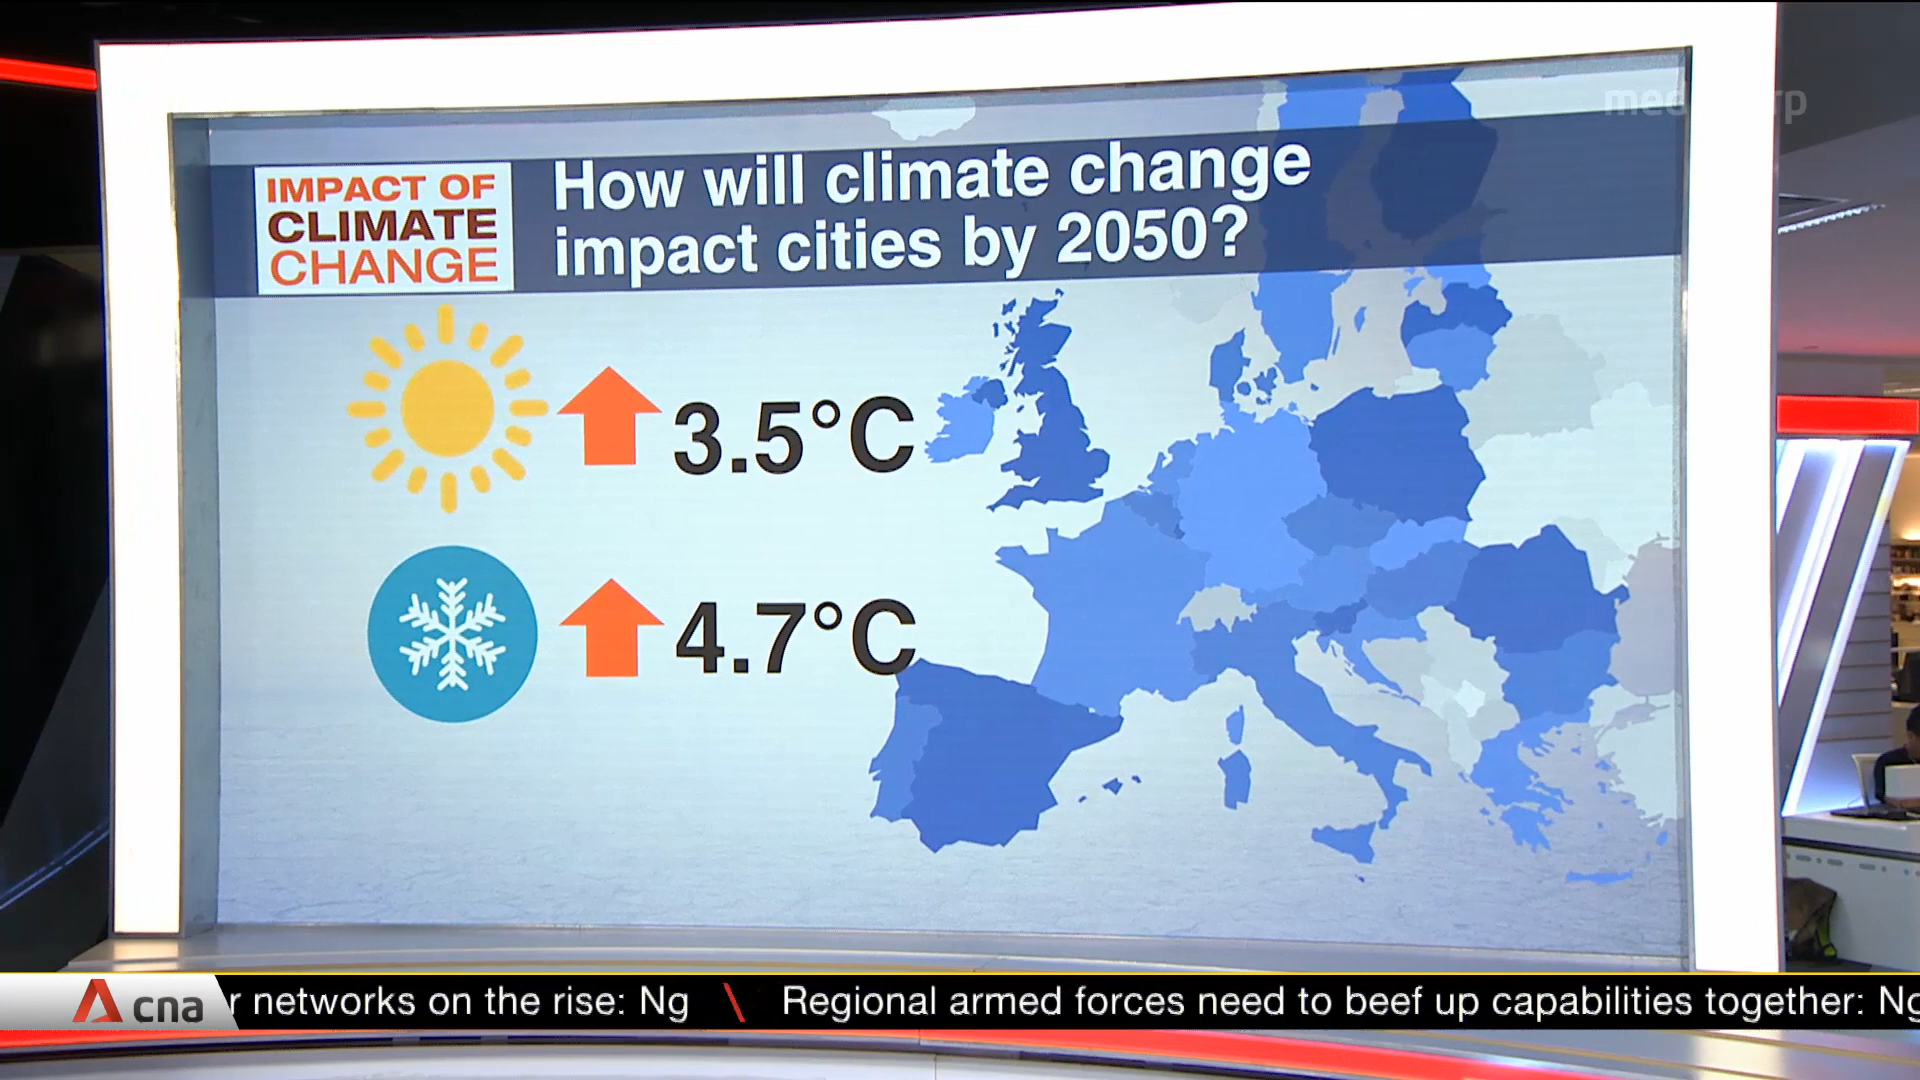 IMPACT OF
CLIMATE
CHANGE
How will climate change
impact cities by 2050?
3.5°C
4.7°C
cna
networks on the rise: Ng \ Regional armed forces need to beef up capabilities together: Ng